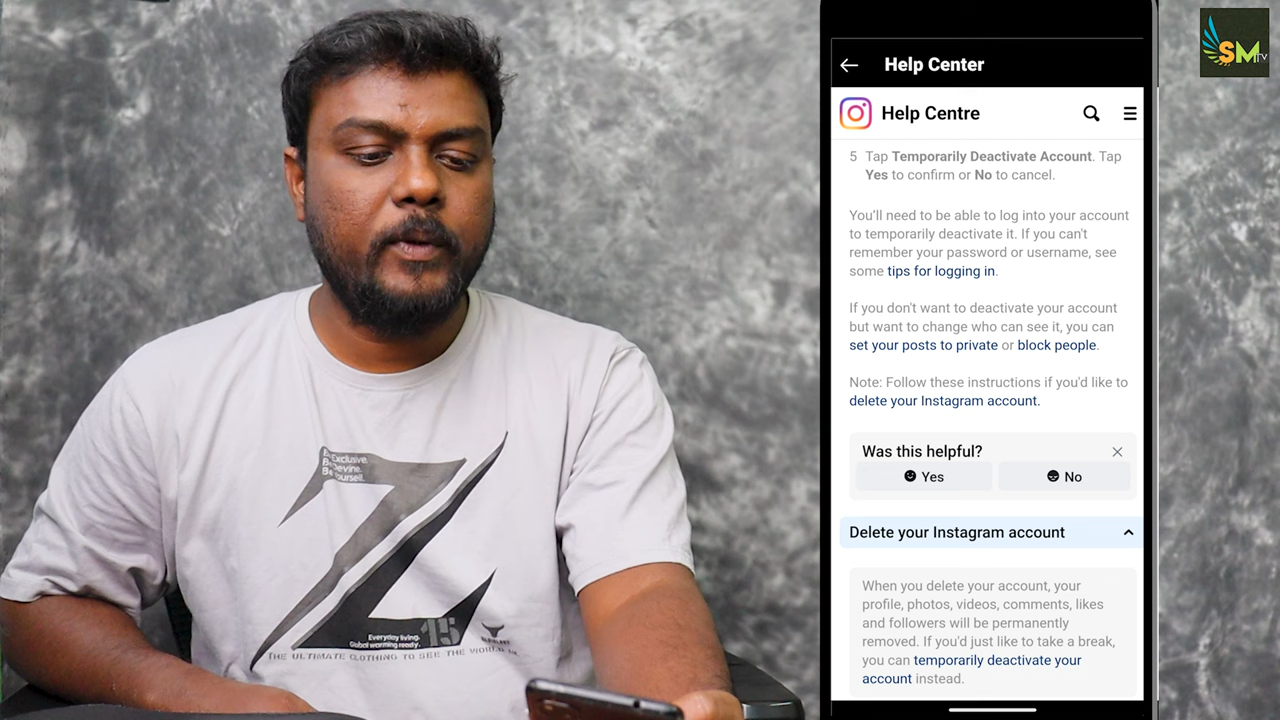 SM TV
Help Center
Help Centre
5 Tap Temporarily Deactivate Account. Tap
Yes to confirm or No to cancel.
You'll need to be able to log into your account
to temporarily deactivate it. If you can't
remember your password or username, see
some tips for logging in.
If you don't want to deactivate your account
but want to change who can see it, you can
set your posts to private or block people.
Note: Follow these instructions if you'd like to
delete your Instagram account.
Was this helpful?
Yes No
Delete your Instagram account
When you delete your account, your
profile, photos, videos, comments, likes
and followers will be permanently
removed. If you'd just like to take a break,
you can temporarily deactivate your
account instead.
Be Exclusive.
Be Devine.
Be Yourself.
Z
Everyday living.
Global warming ready.
45
THE ULTIMATE CLOTHING TO SEE THE WORLD